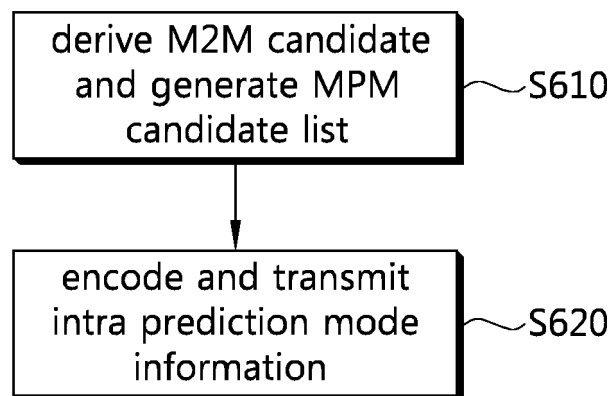 derive M2M candidate
and generate MPM
candidate list
S610
encode and transmit
intra prediction mode
information
S620